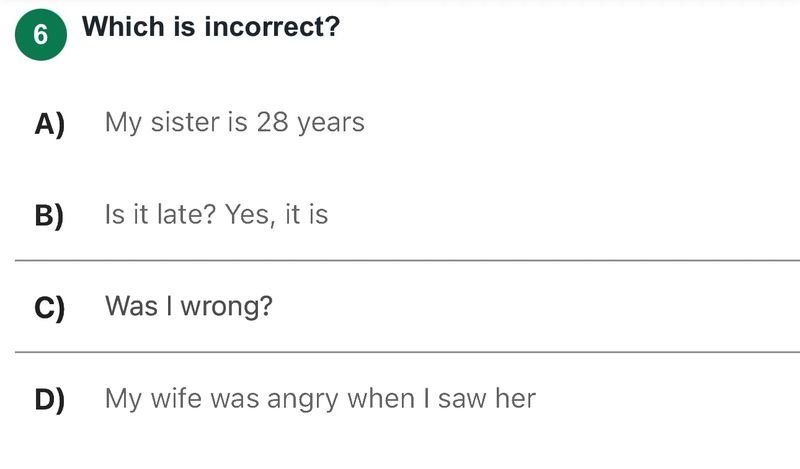 6 Which is incorrect?
A) My sister is 28 years
B) Is it late? Yes, it is
C) Was I wrong?
D) My wife was angry when I saw her